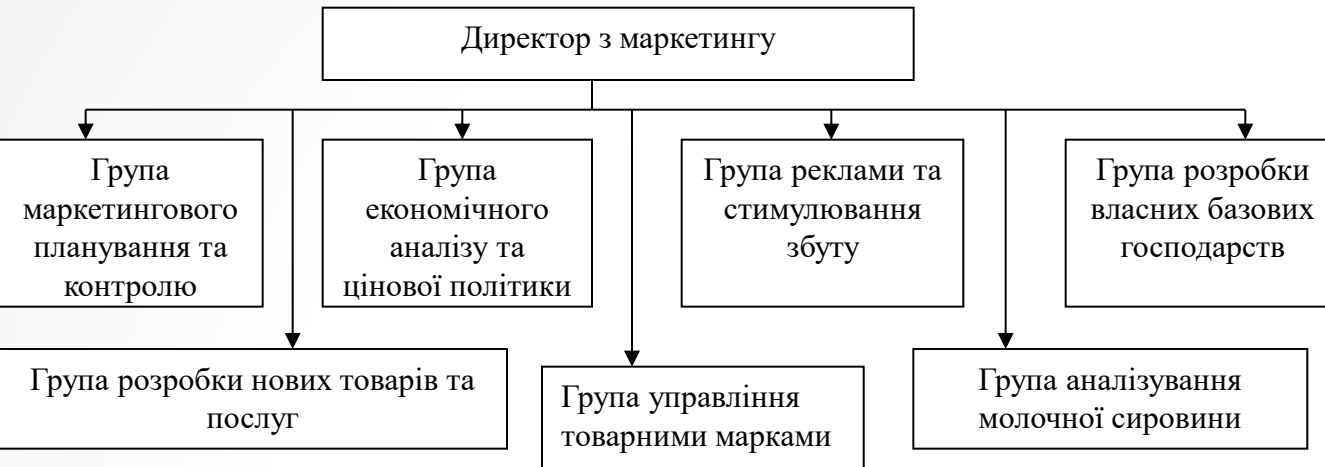 Директор з маркетингу
Група
маркетингового
планування та
контролю
Група
економічного
аналізу та
цінової політики
Група реклами та
стимулювання
збуту
Група розробки
власних базових
господарств
Група розробки нових товарів та
послуг
Група управління
товарними марками
Група аналізування
молочної сировини